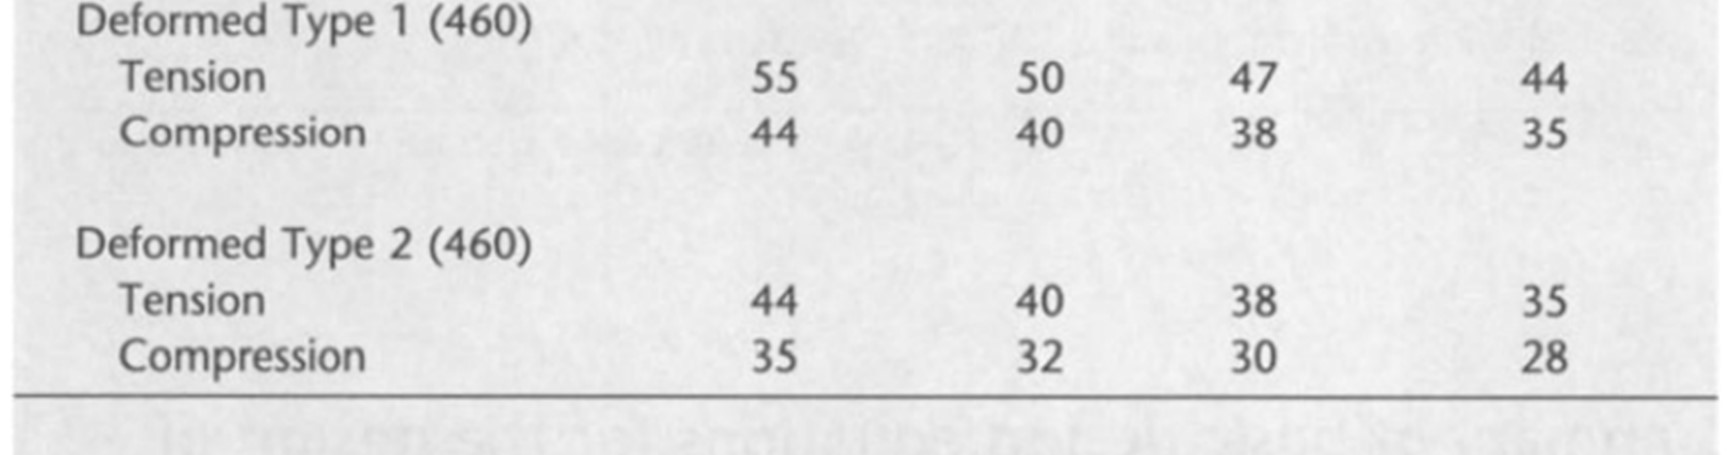 Deformed Type 1 (460)
Tension 55 50 47 44
Compression 44 40 38 35
Deformed Type 2 (460)
Tension 44 40 38 35
Compression 35 32 30 28